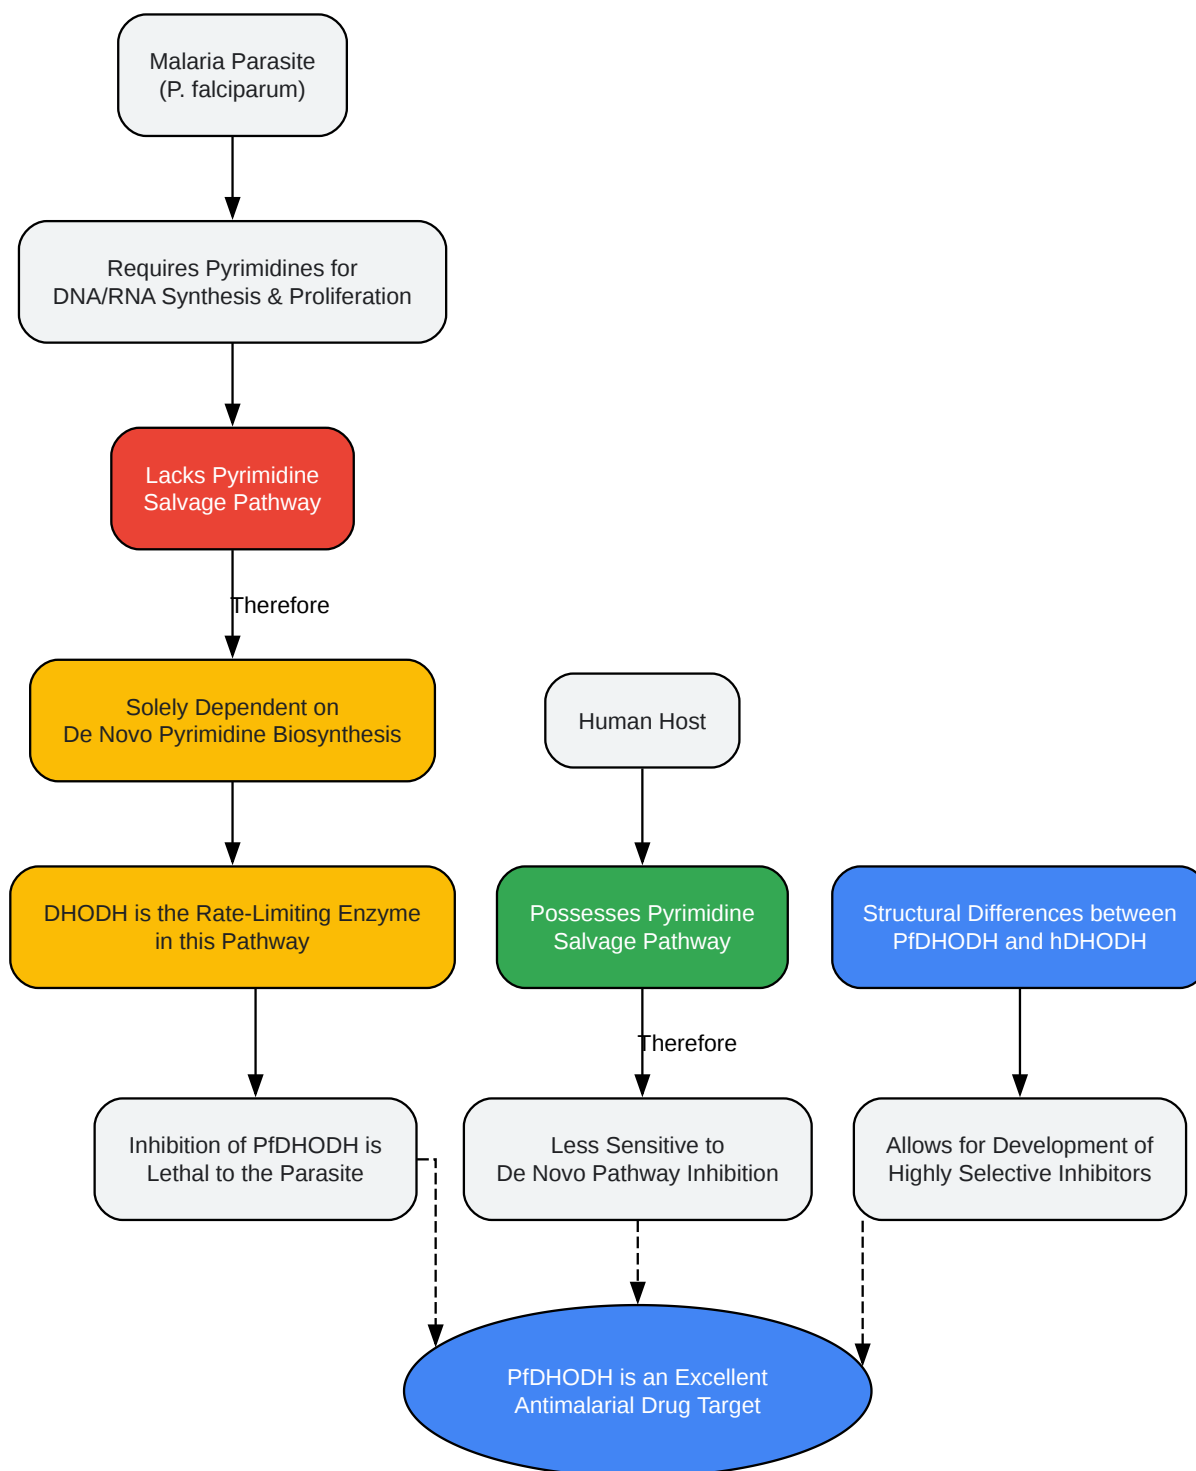 Malaria Parasite
(P. falciparum)
Requires Pyrimidines for
DNA/RNA Synthesis & Proliferation
Lacks Pyrimidine
Salvage Pathway
Therefore
Solely Dependent on
De Novo Pyrimidine Biosynthesis
DHODH is the Rate-Limiting Enzyme
in this Pathway
Inhibition of PfDHODH is
Lethal to the Parasite
Human Host
Possesses Pyrimidine
Salvage Pathway
Therefore
Less Sensitive to
De Novo Pathway Inhibition
Structural Differences between
PfDHODH and hDHODH
Allows for Development of
Highly Selective Inhibitors
PfDHODH is an Excellent
Antimalarial Drug Target